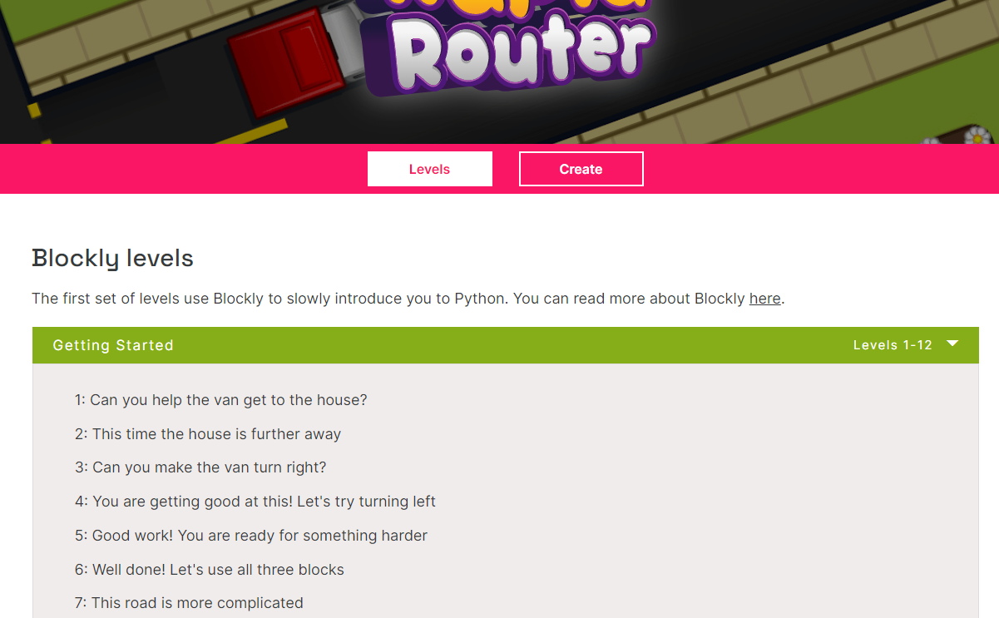 Router
Levels
Create
Blockly levels
The first set of levels use Blockly to slowly introduce you to Python. You can read more about Blockly here.
Getting Started
Levels 1-12
1: Can you help the van get to the house?
2: This time the house is further away
3: Can you make the van turn right?
4: You are getting good at this! Let's try turning left
5: Good work! You are ready for something harder
6: Well done! Let's use all three blocks
7: This road is more complicated